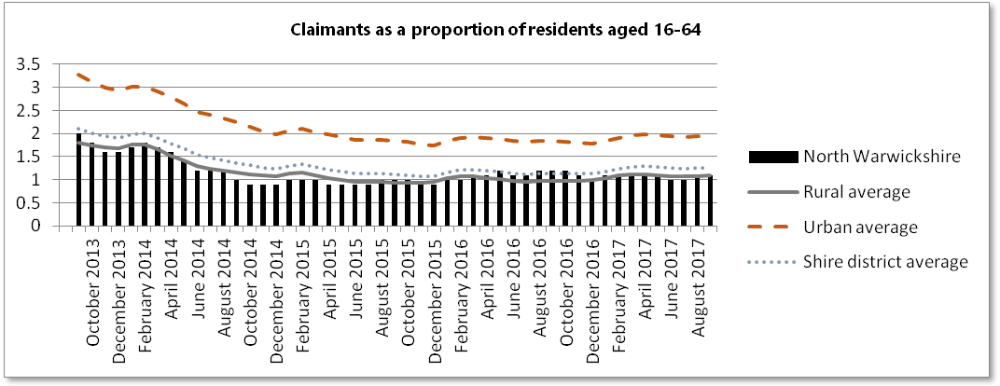 Claimants as a proportion of residents aged 16-64
3.5
3
2.5
2
1.5
1
0.5
0
October 2013
December 2013
February 2014
April 2014
June 2014
August 2014
October 2014
December 2014
February 2015
April 2015
June 2015
August 2015
October 2015
December 2015
February 2016
April 2016
June 2016
August 2016
October 2016
December 2016
February 2017
April 2017
June 2017
August 2017
North Warwickshire
Rural average
Urban average
Shire district average